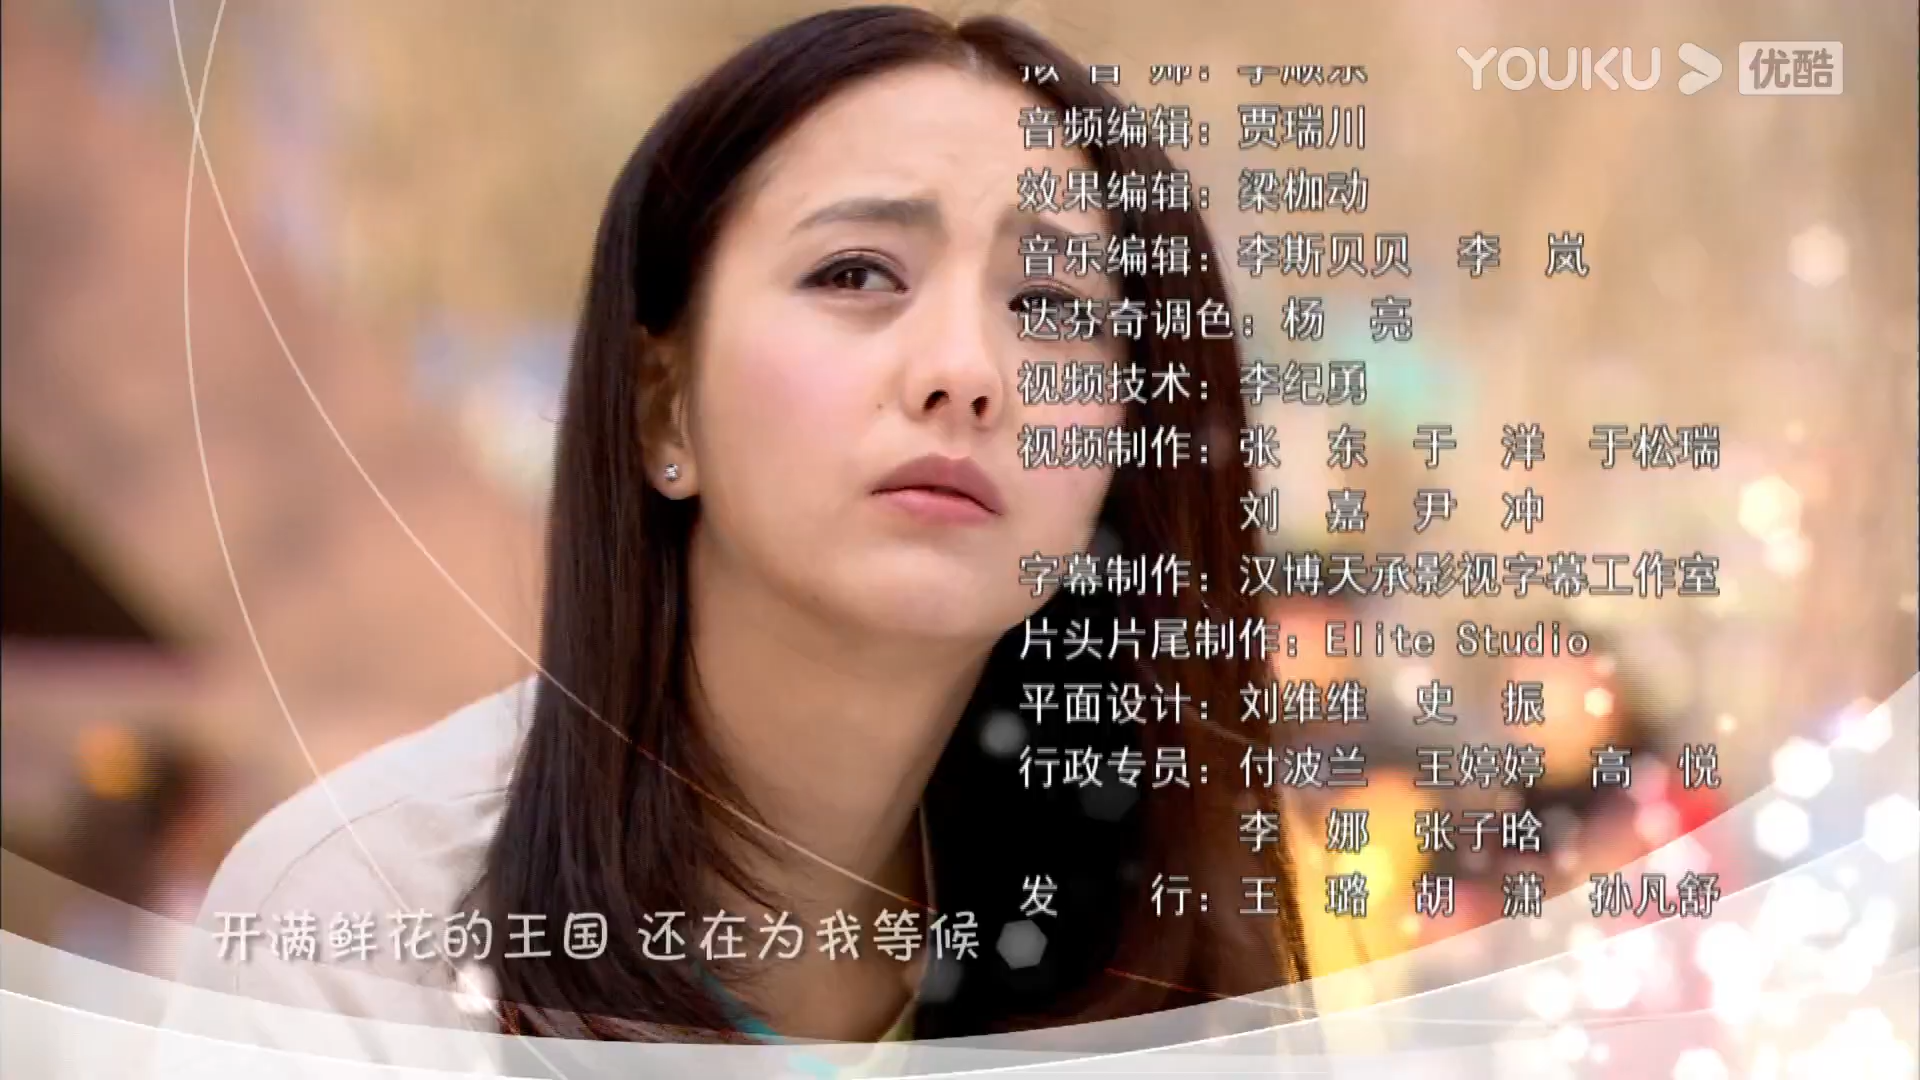 YOUKU 优酷
音频编辑：贾瑞川
效果编辑：梁枷动
音乐编辑：李斯贝贝 李 岚
达芬奇调色：杨 亮
视频技术：李纪勇
视频制作：张 东 于 洋 于松瑞
刘 嘉 尹 冲
字幕制作：汉博天承影视字幕工作室
片头片尾制作：Elite Studio
平面设计：刘维维 史 振
行政专员：付波兰 王婷婷 高 悦
李 娜 张子晗
发 行：王 璐 胡 潇 孙凡舒
开满鲜花的王国 还在为我等候